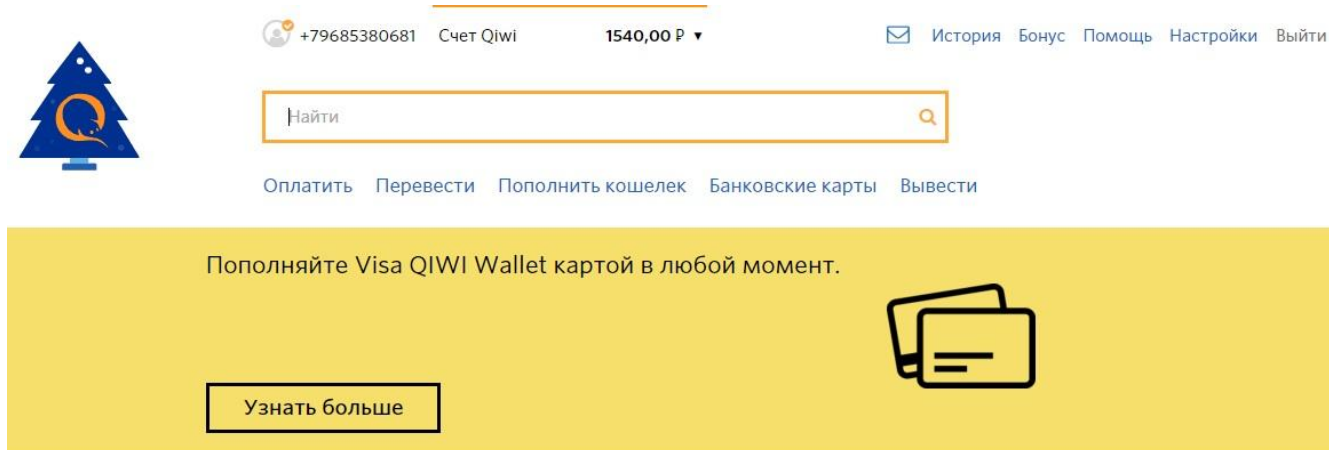 +79685380681 Счет Qiwi 1540,00 ₽ ▼ История Бонус Помощь Настройки Выйти
Найти
Оплатить Перевести Пополнить кошелек Банковские карты Вывести
Пополняйте Visa QIWI Wallet картой в любой момент.
Узнать больше